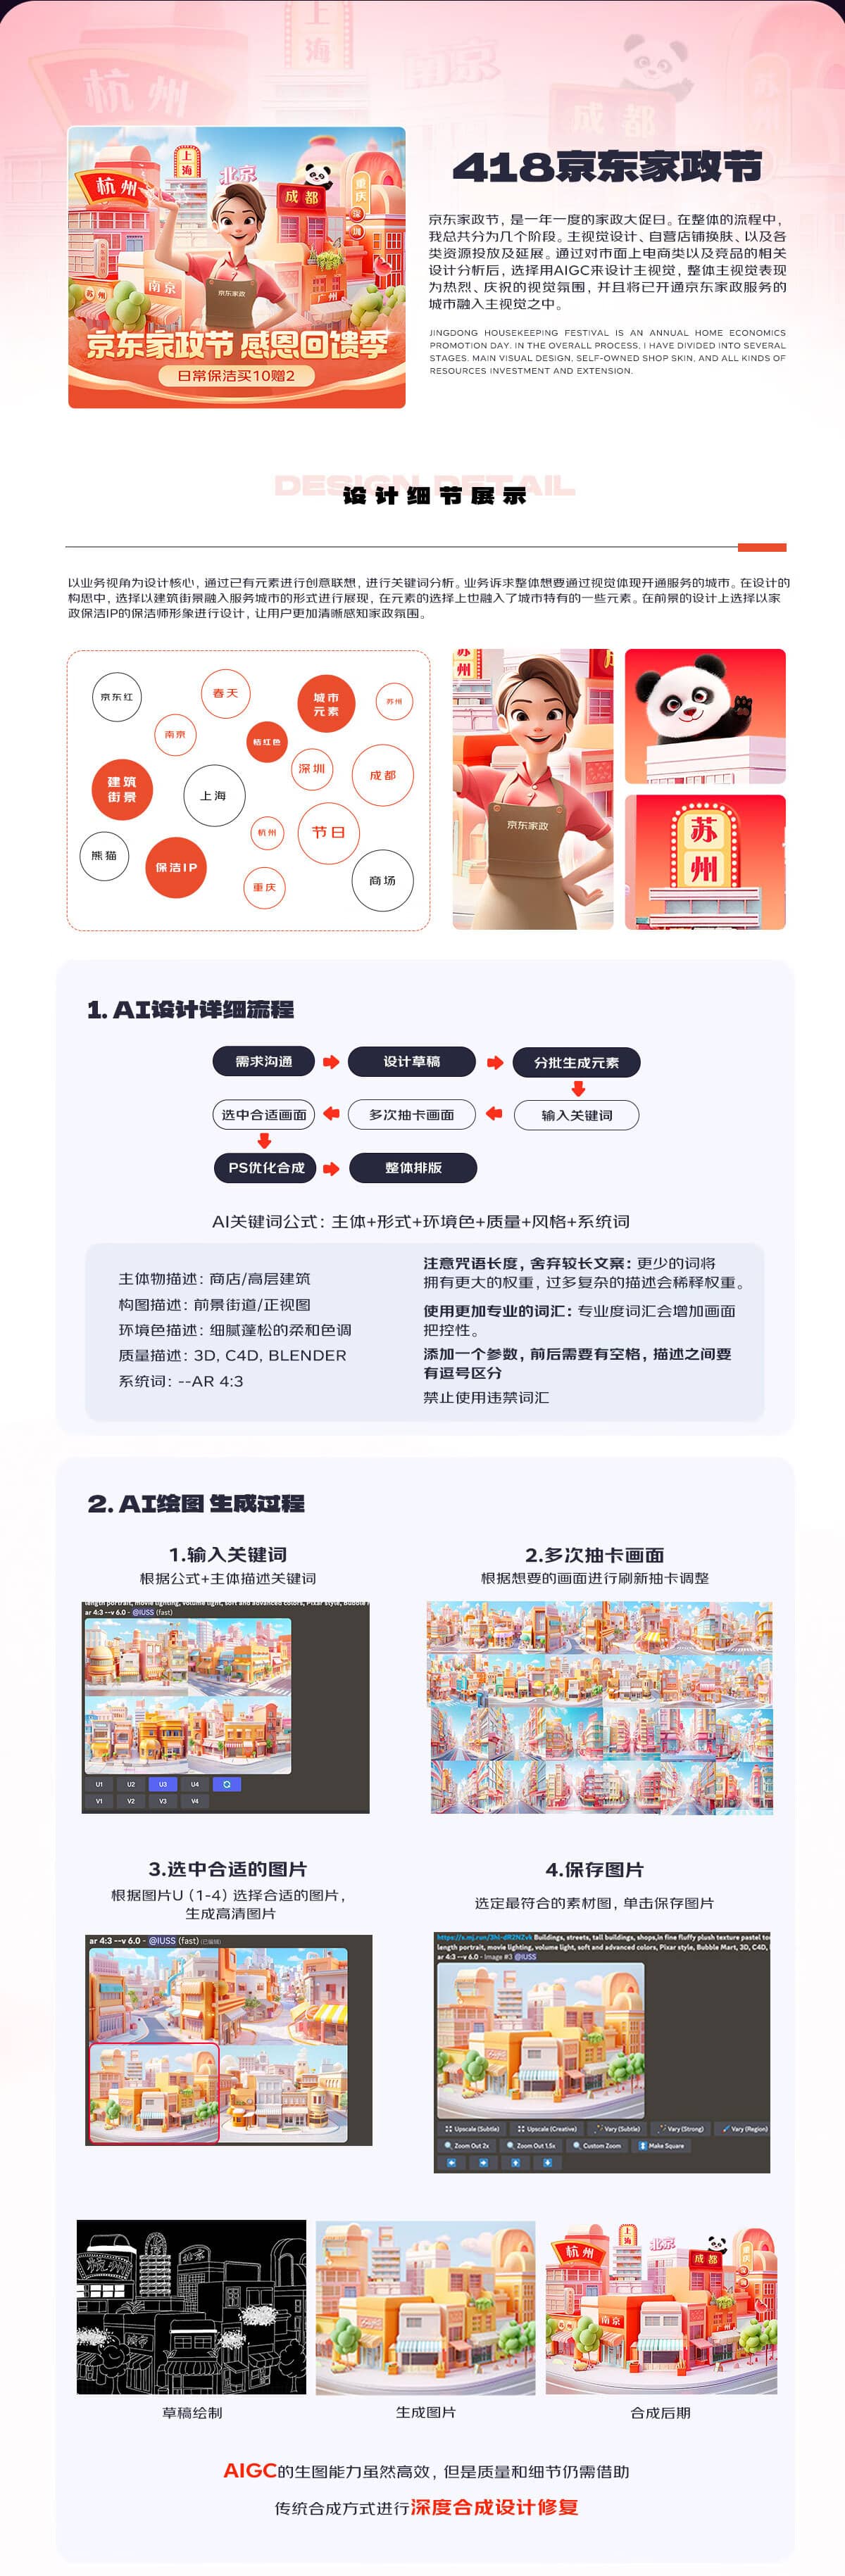 杭州
上海
南京
成都
苏州
杭州
上海
北京
成都
重庆
深圳
苏州
南京
京东家政
广州
京东家政节 感恩回馈季
日常保洁买10赠2
418京东家政节
京东家政节，是一年一度的家政大促日。在整体的流程中，
我总共分为几个阶段。主视觉设计、自营店铺换肤、以及各
类资源投放及延展。通过对市面上电商类以及竞品的相关
设计分析后，选择用AIGC来设计主视觉，整体主视觉表现
为热烈、庆祝的视觉氛围，并且将已开通京东家政服务的
城市融入主视觉之中。
JINGDONG HOUSEKEEPING FESTIVAL IS AN ANNUAL HOME ECONOMICS
PROMOTION DAY. IN THE OVERALL PROCESS, I HAVE DIVIDED INTO SEVERAL
STAGES. MAIN VISUAL DESIGN, SELF-OWNED SHOP SKIN, AND ALL KINDS OF
RESOURCES INVESTMENT AND EXTENSION.
DESIGN DETAIL
设计细节展示
以业务视角为设计核心，通过已有元素进行创意联想，进行关键词分析。业务诉求整体想要通过视觉体现开通服务的城市。在设计的
构思中，选择以建筑街景融入服务城市的形式进行展现，在元素的选择上也融入了城市特有的一些元素。在前景的设计上选择以家
政保洁IP的保洁师形象进行设计，让用户更加清晰感知家政氛围。
京东红
春天
城市
元素
苏州
南京
桔红色
深圳
成都
建筑
街景
上海
杭州
节日
熊猫
保洁IP
重庆
商场
苏州
京东家政
苏州
1. AI设计详细流程
需求沟通
设计草稿
分批生成元素
选中合适画面
多次抽卡画面
输入关键词
PS优化合成
整体排版
AI关键词公式：主体+形式+环境色+质量+风格+系统词
主体物描述：商店/高层建筑
构图描述：前景街道/正视图
环境色描述：细腻蓬松的柔和色调
质量描述：3D, C4D, BLENDER
系统词：--AR 4:3
注意咒语长度，舍弃较长文案：更少的词将
拥有更大的权重，过多复杂的描述会稀释权重。
使用更加专业的词汇：专业度词汇会增加画面
把控性。
添加一个参数，前后需要有空格，描述之间要
有逗号区分
禁止使用违禁词汇
2. AI绘图 生成过程
1.输入关键词
根据公式+主体描述关键词
2.多次抽卡画面
根据想要的画面进行刷新抽卡调整
length portrait, movie lighting, volume light, soft and advanced colors, Pixar style, Bubble
ar 4:3 --v 6.0 - @IUSS (fast)
U1
U2
U3
U4
V1
V2
V3
V4
3.选中合适的图片
根据图片U（1-4）选择合适的图片，
生成高清图片
4.保存图片
选定最符合的素材图，单击保存图片
ar 4:3 --v 6.0 - @IUSS (fast) (已编辑)
https://s.mj.run/3hl-dR2NZvk Buildings, streets, tall buildings, shops,in fine fluffy plush texture pastel
length portrait, movie lighting, volume light, soft and advanced colors, Pixar style, Bubble Mart, 3D, C4D,
ar 4:3 --v 6.0 - Image #3 @IUSS
Upscale (Subtle)
Upscale (Creative)
Vary (Subtle)
Vary (Strong)
Vary (Region)
Zoom Out 2x
Zoom Out 1.5x
Custom Zoom
Make Square
杭州
北京
杭州
上海
北京
成都
重庆
南京
草稿绘制
生成图片
合成后期
AIGC的生图能力虽然高效，但是质量和细节仍需借助
传统合成方式进行深度合成设计修复